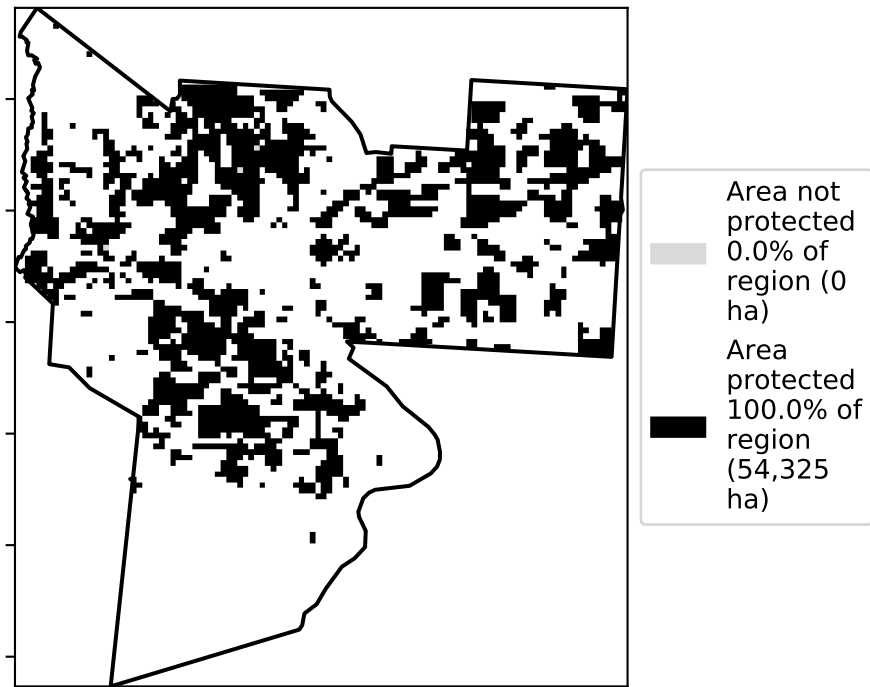 Area not
protected
0.0% of
region (0
ha)
Area
protected
100.0% of
region
(54,325
ha)